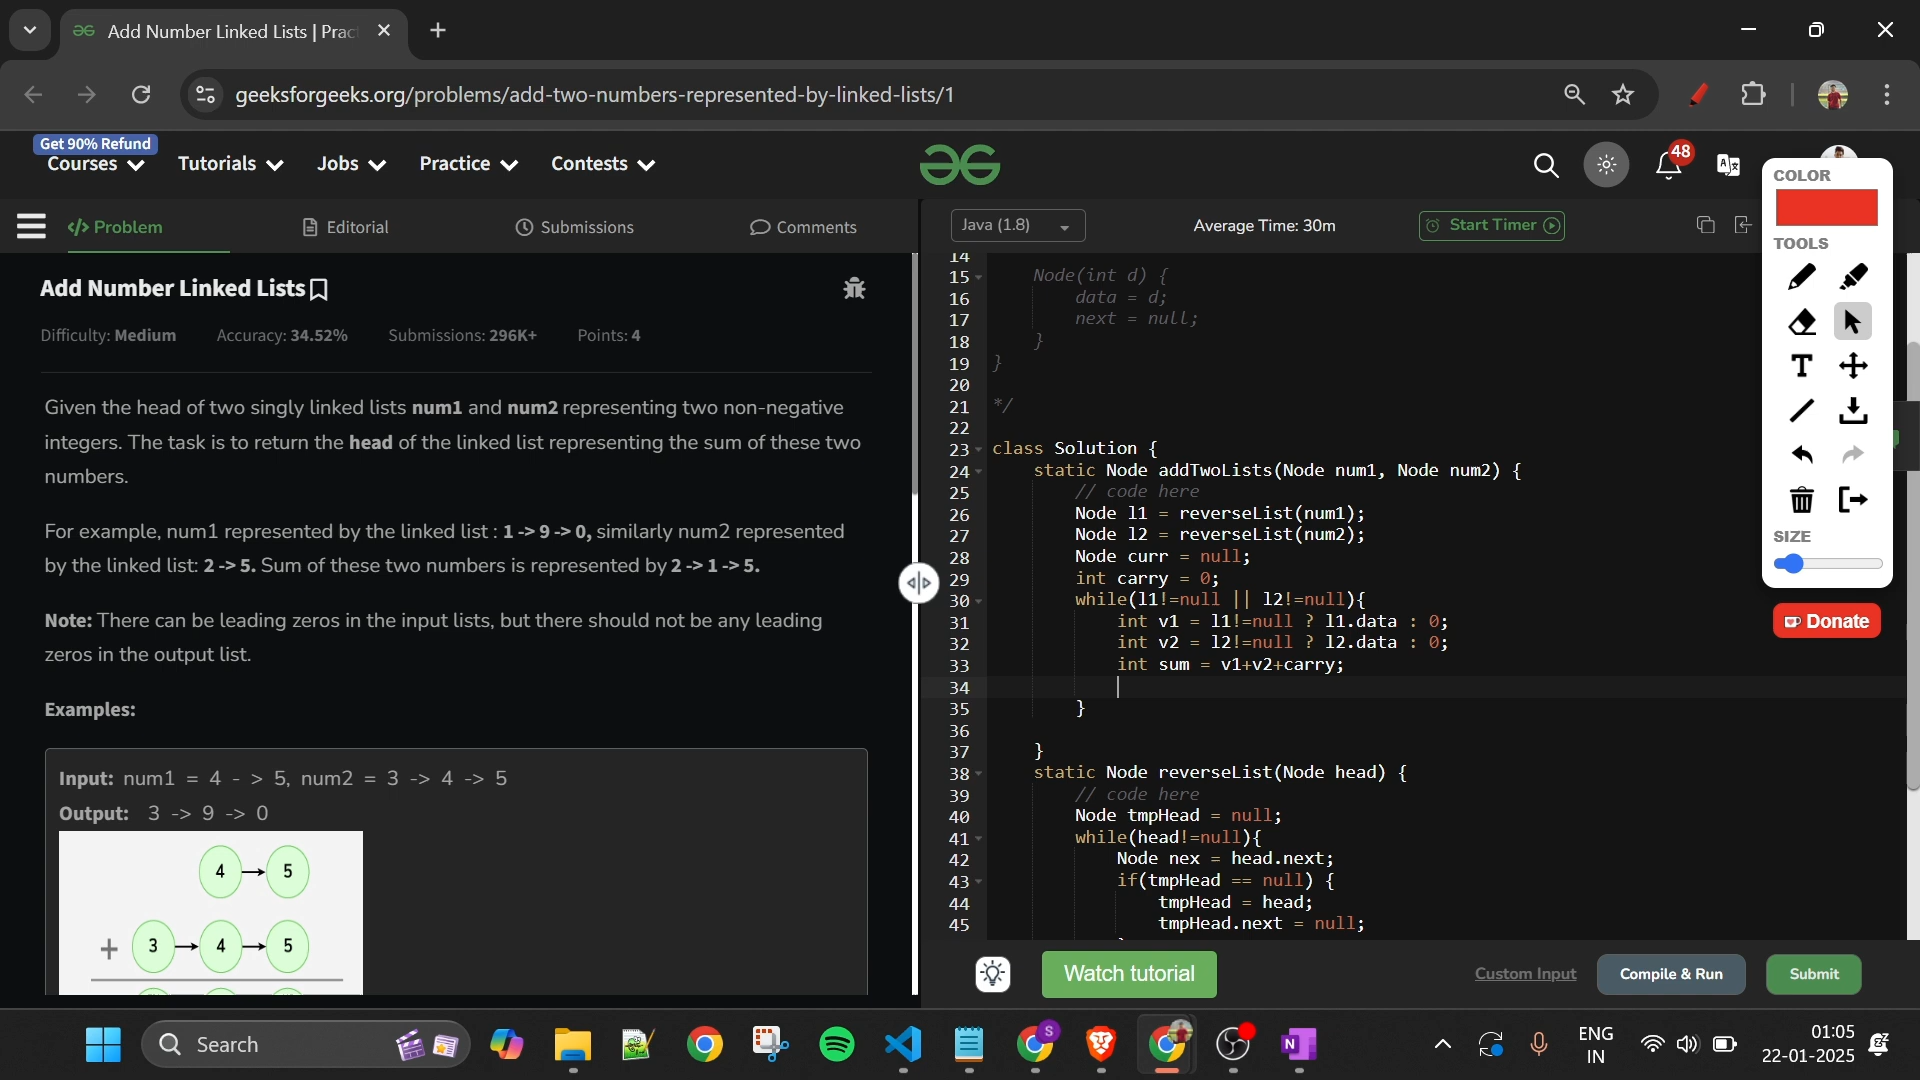 Add Number Linked Lists | Prac
geeksforgeeks.org/problems/add-two-numbers-represented-by-linked-lists/1
Get 90% Refund
Courses
Tutorials
Jobs
Practice
Contests
48
COLOR
TOOLS
SIZE
Donate
</> Problem
Editorial
Submissions
Comments
Java (1.8)
Average Time: 30m
Start Timer
Add Number Linked Lists
Difficulty: Medium
Accuracy: 34.52%
Submissions: 296K+
Points: 4
Given the head of two singly linked lists num1 and num2 representing two non-negative
integers. The task is to return the head of the linked list representing the sum of these two
numbers.
For example, num1 represented by the linked list : 1 -> 9 -> 0, similarly num2 represented
by the linked list: 2 -> 5. Sum of these two numbers is represented by 2 -> 1 -> 5.
Note: There can be leading zeros in the input lists, but there should not be any leading
zeros in the output list.
Examples:
Input: num1 = 4 - > 5, num2 = 3 -> 4 -> 5
Output: 3 -> 9 -> 0
4 5
+ 3 4 5
14
15 Node(int d) {
16 data = d;
17 next = null;
18 }
19 }
20
21 */
22
23 class Solution {
24 static Node addTwoLists(Node num1, Node num2) {
25 // code here
26 Node l1 = reverseList(num1);
27 Node l2 = reverseList(num2);
28 Node curr = null;
29 int carry = 0;
30 while(l1!=null || l2!=null){
31 int v1 = l1!=null ? l1.data : 0;
32 int v2 = l2!=null ? l2.data : 0;
33 int sum = v1+v2+carry;
34
35 }
36
37 }
38 static Node reverseList(Node head) {
39 // code here
40 Node tmpHead = null;
41 while(head!=null){
42 Node nex = head.next;
43 if(tmpHead == null) {
44 tmpHead = head;
45 tmpHead.next = null;
Watch tutorial
Custom Input
Compile & Run
Submit
Search
ENG
IN
01:05
22-01-2025